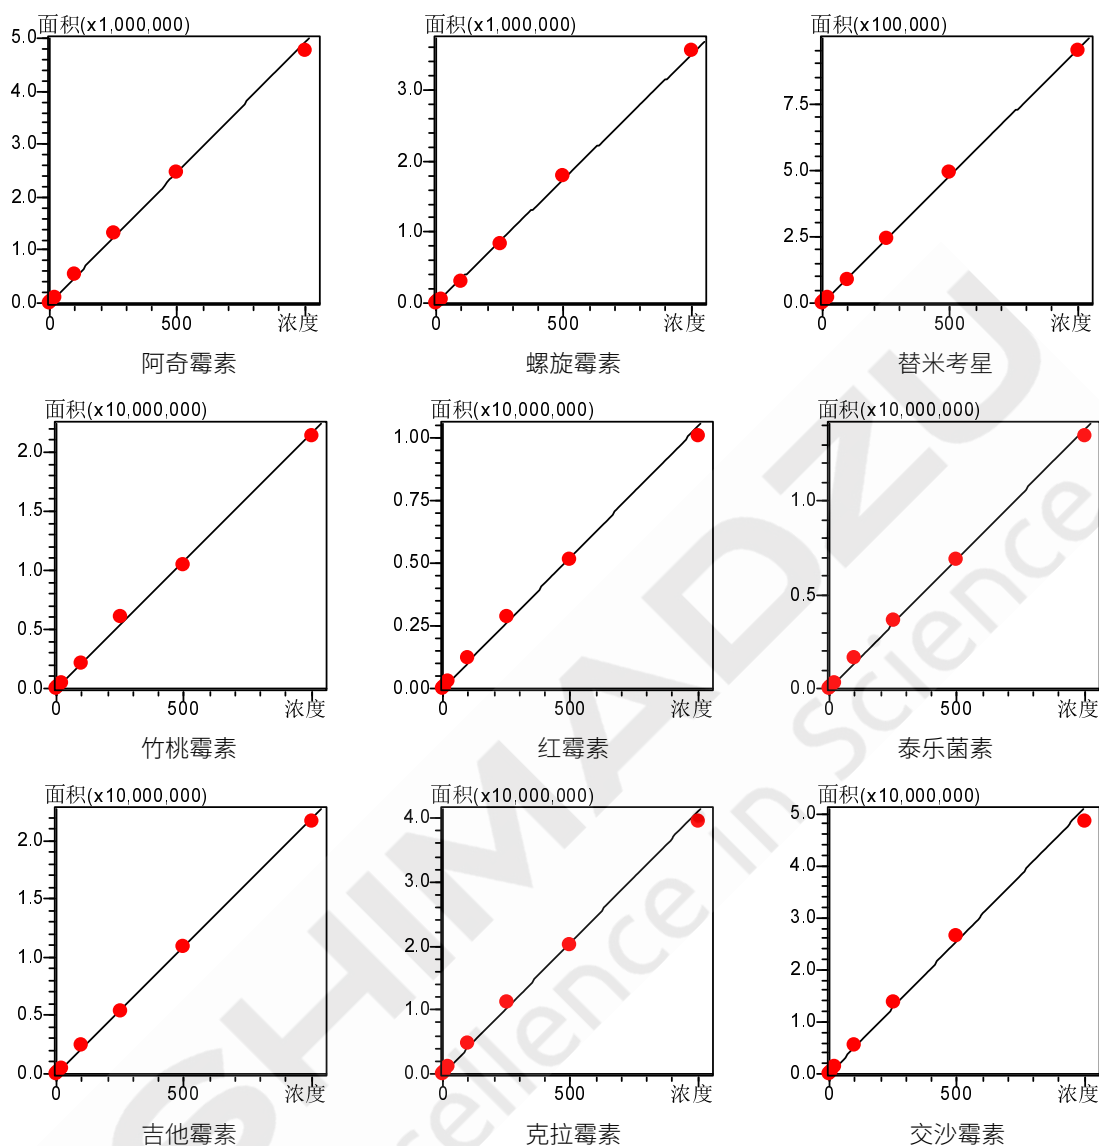 面积(x1,000,000)
5.0
4.0
3.0
2.0
1.0
0.0
0
500
浓度
阿奇霉素
面积(x1,000,000)
3.0
2.0
1.0
0.0
0
500
浓度
螺旋霉素
面积(x100,000)
7.5
5.0
2.5
0.0
0
500
浓度
替米考星
面积(x10,000,000)
2.0
1.5
1.0
0.5
0.0
0
500
浓度
竹桃霉素
面积(x10,000,000)
1.00
0.75
0.50
0.25
0.00
0
500
浓度
红霉素
面积(x10,000,000)
1.0
0.5
0.0
0
500
浓度
泰乐菌素
面积(x10,000,000)
2.0
1.5
1.0
0.5
0.0
0
500
浓度
吉他霉素
面积(x10,000,000)
4.0
3.0
2.0
1.0
0.0
0
500
浓度
克拉霉素
面积(x10,000,000)
5.0
4.0
3.0
2.0
1.0
0.0
0
500
浓度
交沙霉素
SHIMADZU
ellence in Science